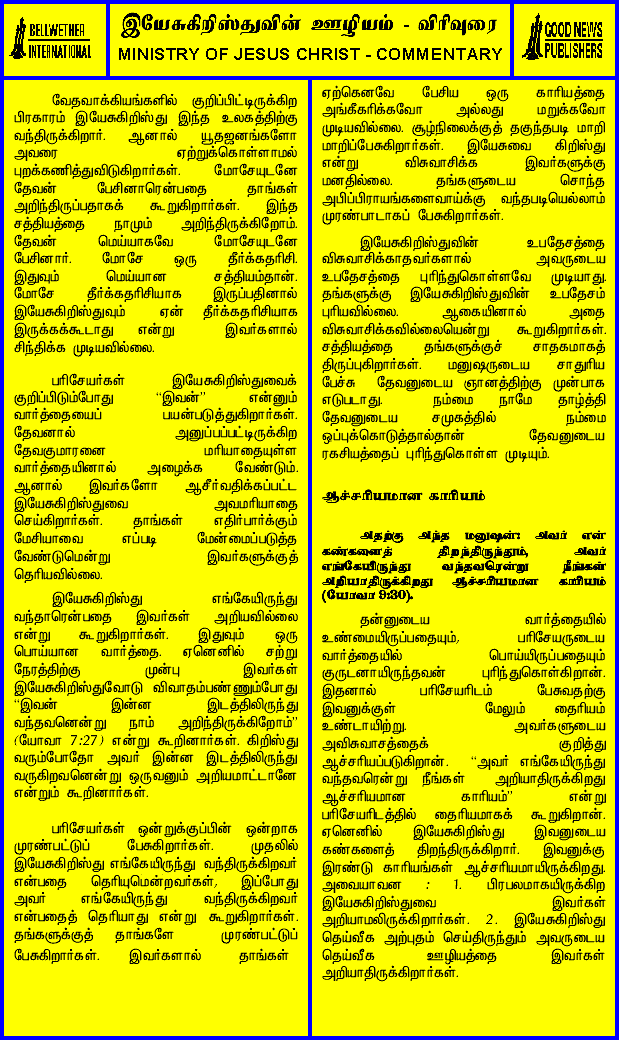 BELLWETHER
INTERNATIONAL
இயேசுகிறிஸ்துவின் ஊழியம் - விரிவுரை
MINISTRY OF JESUS CHRIST - COMMENTARY
GOOD NEWS
PUBLISHERS
வேதவாக்கியங்களில் குறிப்பிட்டிருக்கிற
பிரகாரம் இயேசுகிறிஸ்து இந்த உலகத்திற்கு
வந்திருக்கிறார். ஆனால் யூதஜனங்களோ
அவரை ஏற்றுக்கொள்ளாமல்
புறக்கணித்துவிடுகிறார்கள். மோசேயுடனே
தேவன் பேசினாரென்பதை தாங்கள்
அறிந்திருப்பதாகக் கூறுகிறார்கள். இந்த
சத்தியத்தை நாமும் அறிந்திருக்கிறோம்.
தேவன் மெய்யாகவே மோசேயுடனே
பேசினார். மோசே ஒரு தீர்க்கதரிசி.
இதுவும் மெய்யான சத்தியம்தான்.
மோசே தீர்க்கதரிசியாக இருப்பதினால்
இயேசுகிறிஸ்துவும் ஏன் தீர்க்கதரிசியாக
இருக்கக்கூடாது என்று இவர்களால்
சிந்திக்க முடியவில்லை.
பரிசேயர்கள் இயேசுகிறிஸ்துவைக்
குறிப்பிடும்போது “இவன்” என்னும்
வார்த்தையைப் பயன்படுத்துகிறார்கள்.
தேவனால் அனுப்பப்பட்டிருக்கிற
தேவகுமாரனை மரியாதையுள்ள
வார்த்தையினால் அழைக்க வேண்டும்.
ஆனால் இவர்களோ ஆசீர்வதிக்கப்பட்ட
இயேசுகிறிஸ்துவை அவமரியாதை
செய்கிறார்கள். தாங்கள் எதிர்பார்க்கும்
மேசியாவை எப்படி மேன்மைப்படுத்த
வேண்டுமென்று இவர்களுக்குத்
தெரியவில்லை.
இயேசுகிறிஸ்து எங்கேயிருந்து
வந்தாரென்பதை இவர்கள் அறியவில்லை
என்று கூறுகிறார்கள். இதுவும் ஒரு
பொய்யான வார்த்தை. ஏனெனில் சற்று
நேரத்திற்கு முன்பு இவர்கள்
இயேசுகிறிஸ்துவோடு விவாதம்பண்ணும்போது
“இவன் இன்ன இடத்திலிருந்து
வந்தவனென்று நாம் அறிந்திருக்கிறோம்”
(யோவா 7:27) என்று கூறினார்கள். கிறிஸ்து
வரும்போதோ அவர் இன்ன இடத்திலிருந்து
வருகிறவனென்று ஒருவனும் அறியமாட்டானே
என்றும் கூறினார்கள்.
பரிசேயர்கள் ஒன்றுக்குப்பின் ஒன்றாக
முரண்பட்டுப் பேசுகிறார்கள். முதலில்
இயேசுகிறிஸ்து எங்கேயிருந்து வந்திருக்கிறவர்
என்பதை தெரியுமென்றவர்கள், இப்போது
அவர் எங்கேயிருந்து வந்திருக்கிறவர்
என்பதைத் தெரியாது என்று கூறுகிறார்கள்.
தங்களுக்குத் தாங்களே முரண்பட்டுப்
பேசுகிறார்கள். இவர்களால் தாங்கள்
ஏற்கெனவே பேசிய ஒரு காரியத்தை
அங்கீகரிக்கவோ அல்லது மறுக்கவோ
முடியவில்லை. சூழ்நிலைக்குத் தகுந்தபடி மாறி
மாறிப்பேசுகிறார்கள். இயேசுவை கிறிஸ்து
என்று விசுவாசிக்க இவர்களுக்கு
மனதில்லை. தங்களுடைய சொந்த
அபிப்பிராயங்களைவாய்க்கு வந்தபடியெல்லாம்
முரண்பாடாகப் பேசுகிறார்கள்.
இயேசுகிறிஸ்துவின் உபதேசத்தை
விசுவாசிக்காதவர்களால் அவருடைய
உபதேசத்தை புரிந்துகொள்ளவே முடியாது.
தங்களுக்கு இயேசுகிறிஸ்துவின் உபதேசம்
புரியவில்லை. ஆகையினால் அதை
விசுவாசிக்கவில்லையென்று கூறுகிறார்கள்.
சத்தியத்தை தங்களுக்குச் சாதகமாகத்
திருப்புகிறார்கள். மனுஷருடைய சாதுரிய
பேச்சு தேவனுடைய ஞானத்திற்கு முன்பாக
எடுபடாது. நம்மை நாமே தாழ்த்தி
தேவனுடைய சமுகத்தில் நம்மை
ஒப்புக்கொடுத்தால்தான் தேவனுடைய
ரகசியத்தைப் புரிந்துகொள்ள முடியும்.
ஆச்சரியமான காரியம்
அதற்கு அந்த மனுஷன்: அவர் என்
கண்களைத் திறந்திருந்தும், அவர்
எங்கேயிருந்து வந்தவரென்று நீங்கள்
அறியாதிருக்கிறது ஆச்சரியமான காரியம்
(யோவா 9:30).
தன்னுடைய வார்த்தையில்
உண்மையிருப்பதையும், பரிசேயருடைய
வார்த்தையில் பொய்யிருப்பதையும்
குருடனாயிருந்தவன் புரிந்துகொள்கிறான்.
இதனால் பரிசேயரிடம் பேசுவதற்கு
இவனுக்குள் மேலும் தைரியம்
உண்டாயிற்று. அவர்களுடைய
அவிசுவாசத்தைக் குறித்து
ஆச்சரியப்படுகிறான். “அவர் எங்கேயிருந்து
வந்தவரென்று நீங்கள் அறியாதிருக்கிறது
ஆச்சரியமான காரியம்” என்று
பரிசேயரிடத்தில் தைரியமாகக் கூறுகிறான்.
ஏனெனில் இயேசுகிறிஸ்து இவனுடைய
கண்களைத் திறந்திருக்கிறார். இவனுக்கு
இரண்டு காரியங்கள் ஆச்சரியமாயிருக்கிறது.
அவையாவன : 1. பிரபலமாகயிருக்கிற
இயேசுகிறிஸ்துவை இவர்கள்
அறியாமலிருக்கிறார்கள். 2. இயேசுகிறிஸ்து
தெய்வீக அற்புதம் செய்திருந்தும் அவருடைய
தெய்வீக ஊழியத்தை இவர்கள்
அறியாதிருக்கிறார்கள்.